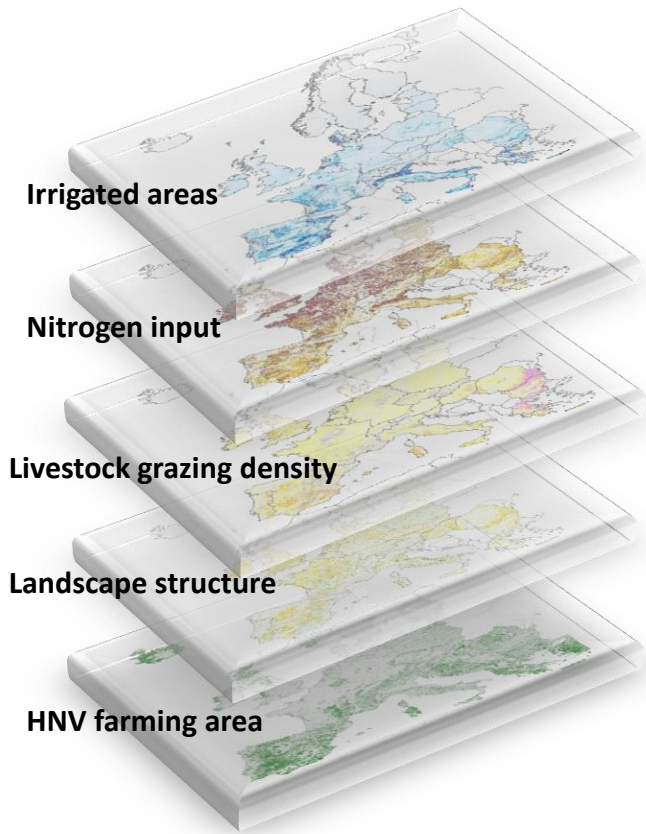 Irrigated areas
Nitrogen input
Livestock grazing density
Landscape structure
HNV farming area